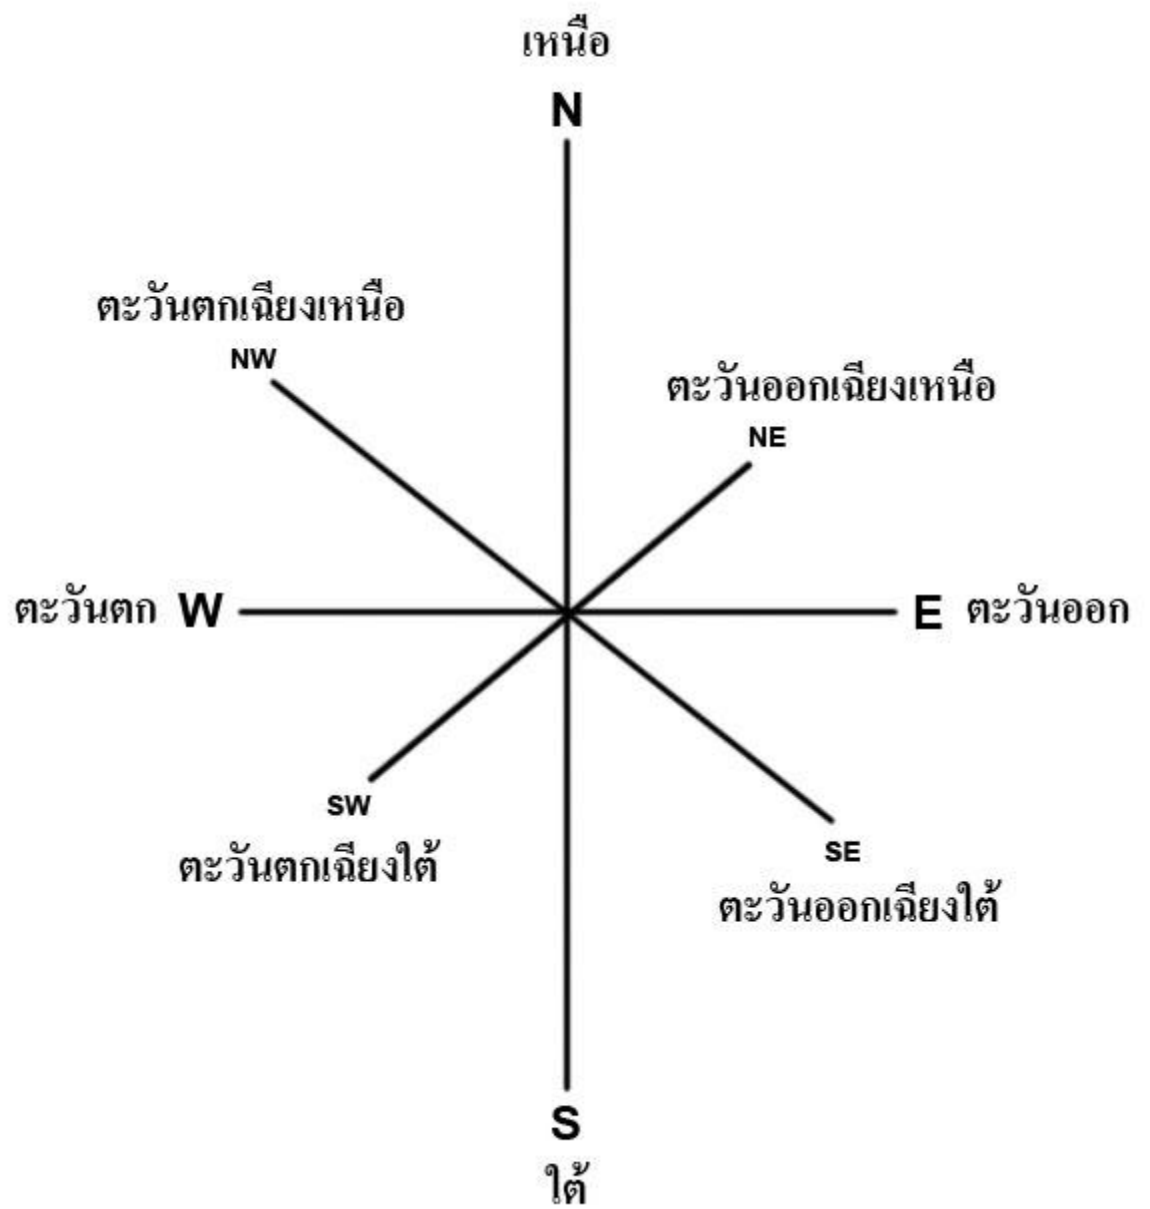 เหนือ
N
ตะวันตกเฉียงเหนือ
NW
ตะวันออกเฉียงเหนือ
NE
ตะวันตก W
E ตะวันออก
SW
ตะวันตกเฉียงใต้
SE
ตะวันออกเฉียงใต้
S
ใต้